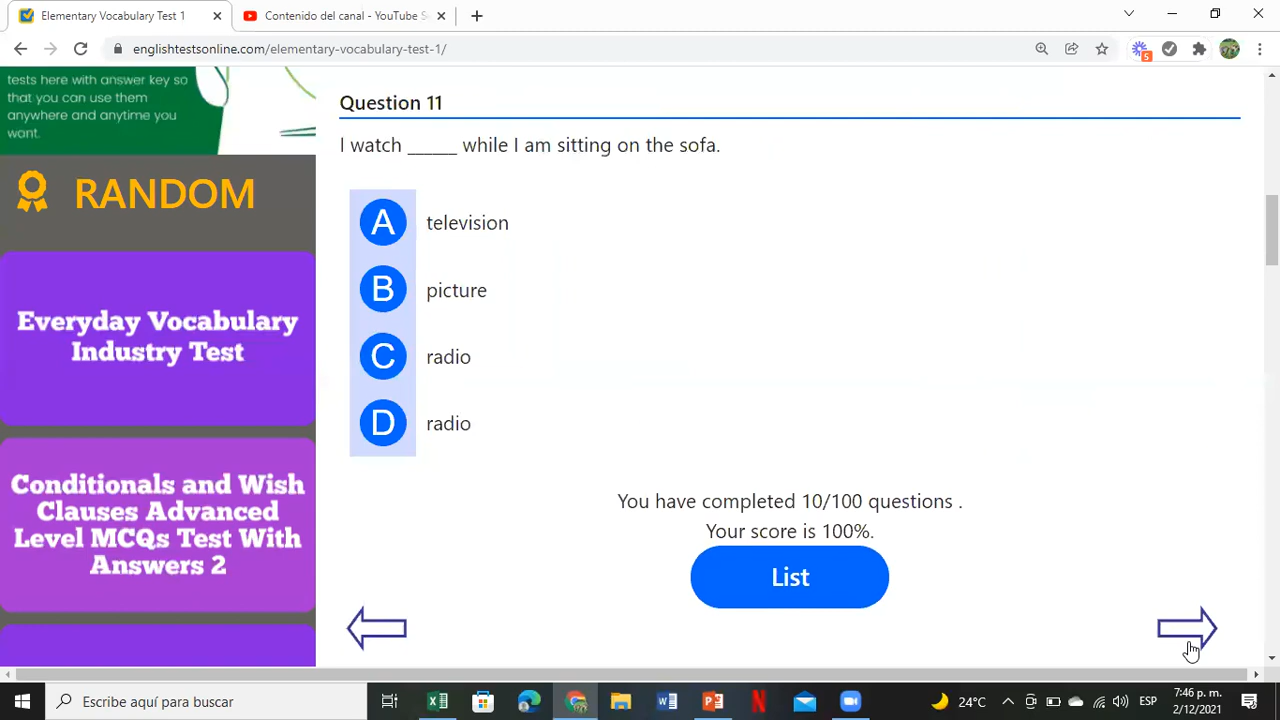 Elementary Vocabulary Test 1
Contenido del canal - YouTube S
englishtestsonline.com/elementary-vocabulary-test-1/
5
tests here with answer key so
that you can use them
anywhere and anytime you
want.
RANDOM
Everyday Vocabulary
Industry Test
Conditionals and Wish
Clauses Advanced
Level MCQs Test With
Answers 2
Question 11
I watch ______ while I am sitting on the sofa.
A television
B picture
C radio
D radio
You have completed 10/100 questions .
Your score is 100%.
List
Escribe aquí para buscar
24°C
ESP
7:46 p. m.
2/12/2021